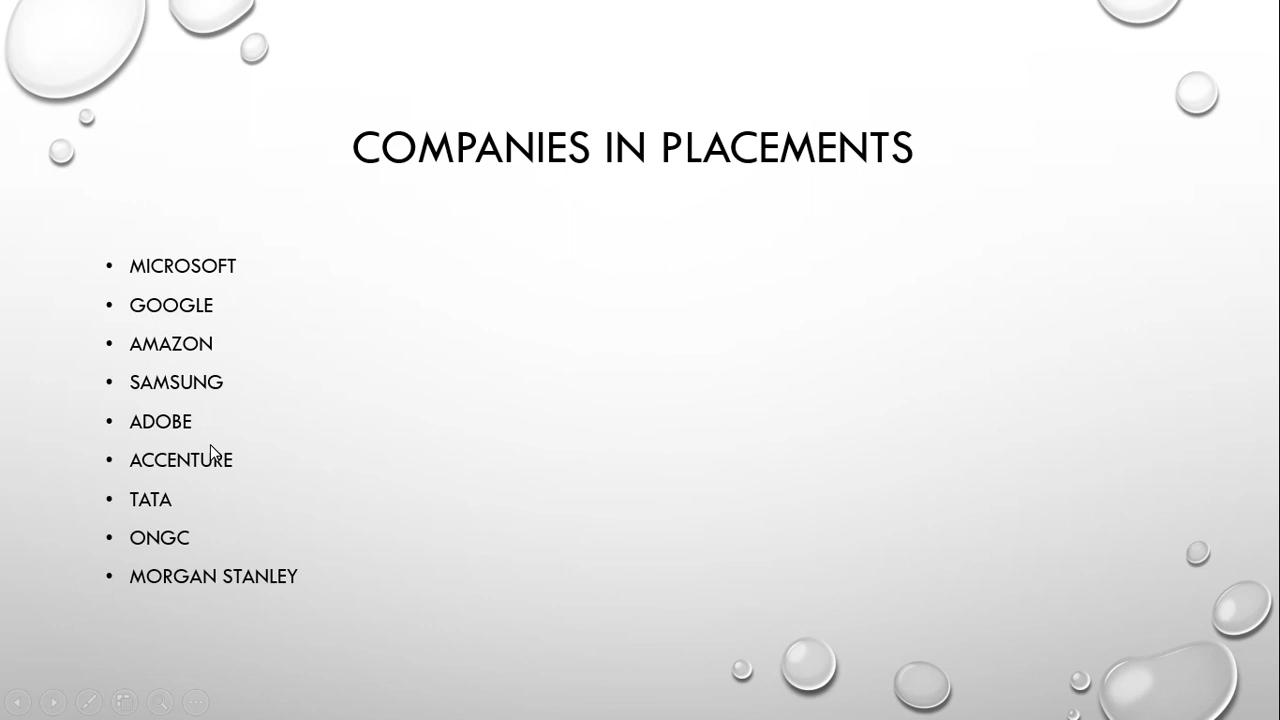 COMPANIES IN PLACEMENTS
• MICROSOFT
• GOOGLE
• AMAZON
• SAMSUNG
• ADOBE
• ACCENTURE
• TATA
• ONGC
• MORGAN STANLEY